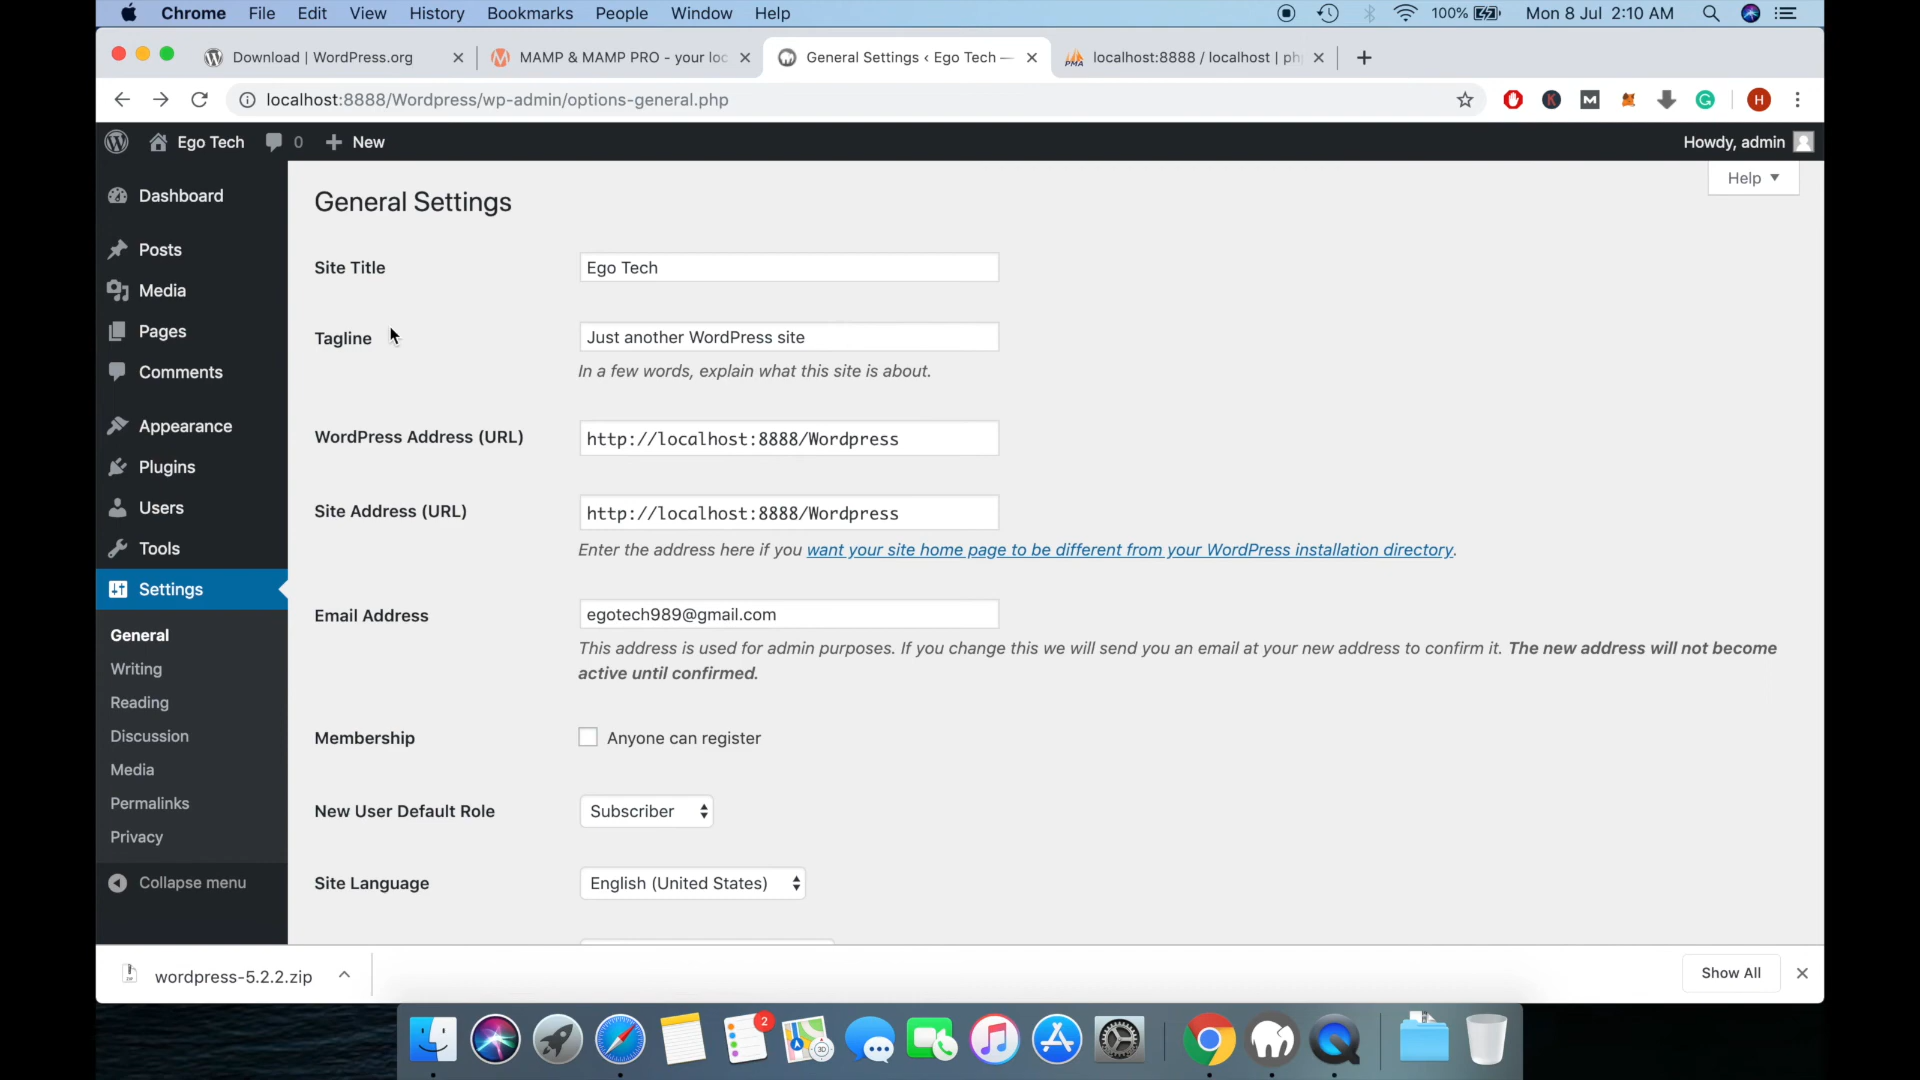 Chrome File Edit View History Bookmarks People Window Help 100% Mon 8 Jul 2:10 AM
Download | WordPress.org MAMP & MAMP PRO - your loc General Settings ‹ Ego Tech — localhost:8888 / localhost | ph
localhost:8888/Wordpress/wp-admin/options-general.php H
Ego Tech 0 New Howdy, admin
Help
Dashboard
Posts
Media
Pages
Comments
Appearance
Plugins
Users
Tools
Settings
General
Writing
Reading
Discussion
Media
Permalinks
Privacy
Collapse menu
General Settings
Site Title Ego Tech
Tagline Just another WordPress site
In a few words, explain what this site is about.
WordPress Address (URL) http://localhost:8888/Wordpress
Site Address (URL) http://localhost:8888/Wordpress
Enter the address here if you want your site home page to be different from your WordPress installation directory.
Email Address egotech989@gmail.com
This address is used for admin purposes. If you change this we will send you an email at your new address to confirm it. The new address will not become
active until confirmed.
Membership Anyone can register
New User Default Role Subscriber
Site Language English (United States)
wordpress-5.2.2.zip Show All
2
3D